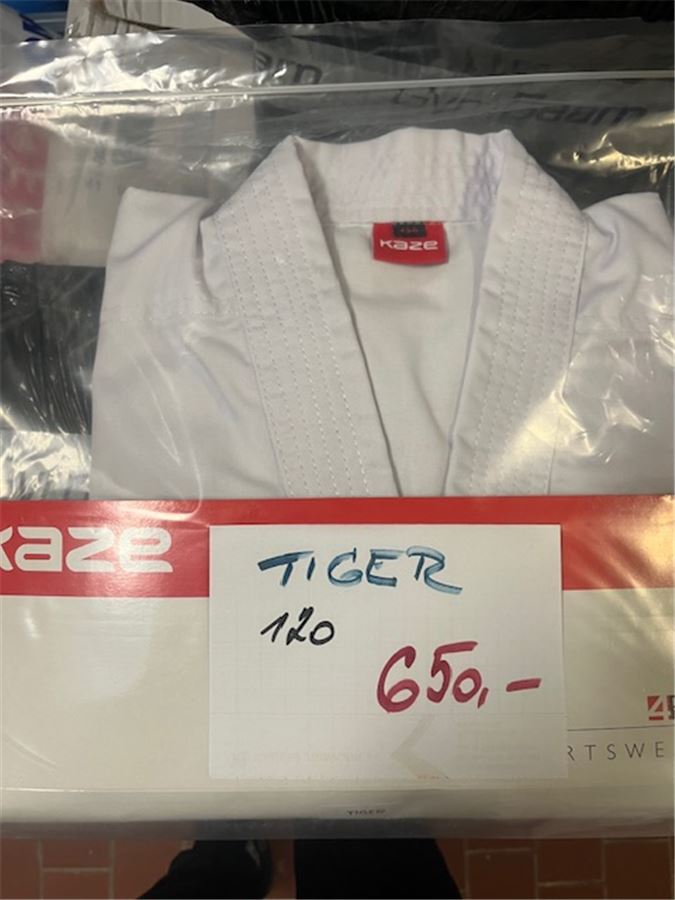 kaze
kaze
TIGER
120
650,-
RTSWE
TIGER